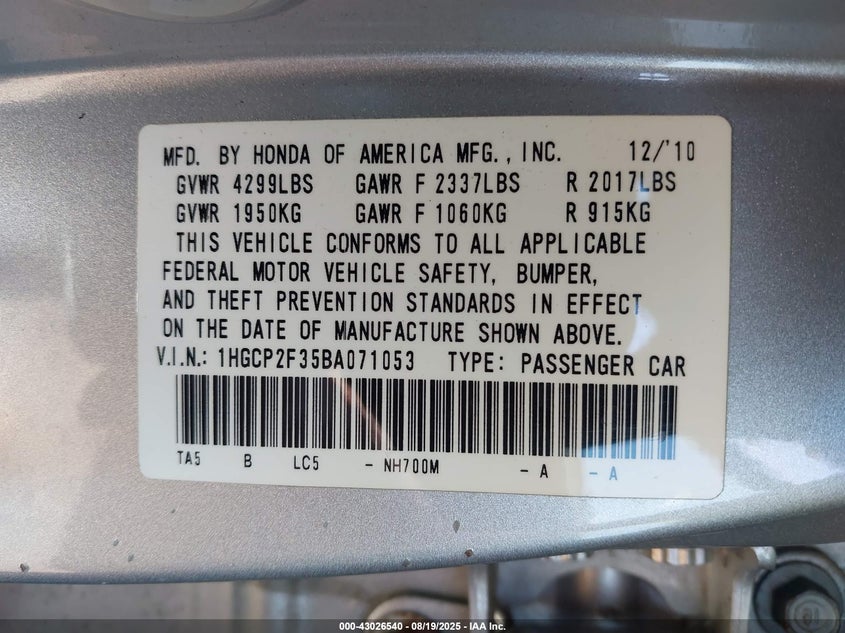 MFD. BY HONDA OF AMERICA MFG., INC. 12/'10
GVWR 4299LBS GAWR F 2337LBS R 2017LBS
GVWR 1950KG GAWR F 1060KG R 915KG
THIS VEHICLE CONFORMS TO ALL APPLICABLE
FEDERAL MOTOR VEHICLE SAFETY, BUMPER,
AND THEFT PREVENTION STANDARDS IN EFFECT
ON THE DATE OF MANUFACTURE SHOWN ABOVE.
V.I.N.: 1HGCP2F35BA071053 TYPE: PASSENGER CAR
TA5 B LC5 - NH700M - A - A
000-43026540 - 08/19/2025 - IAA Inc.